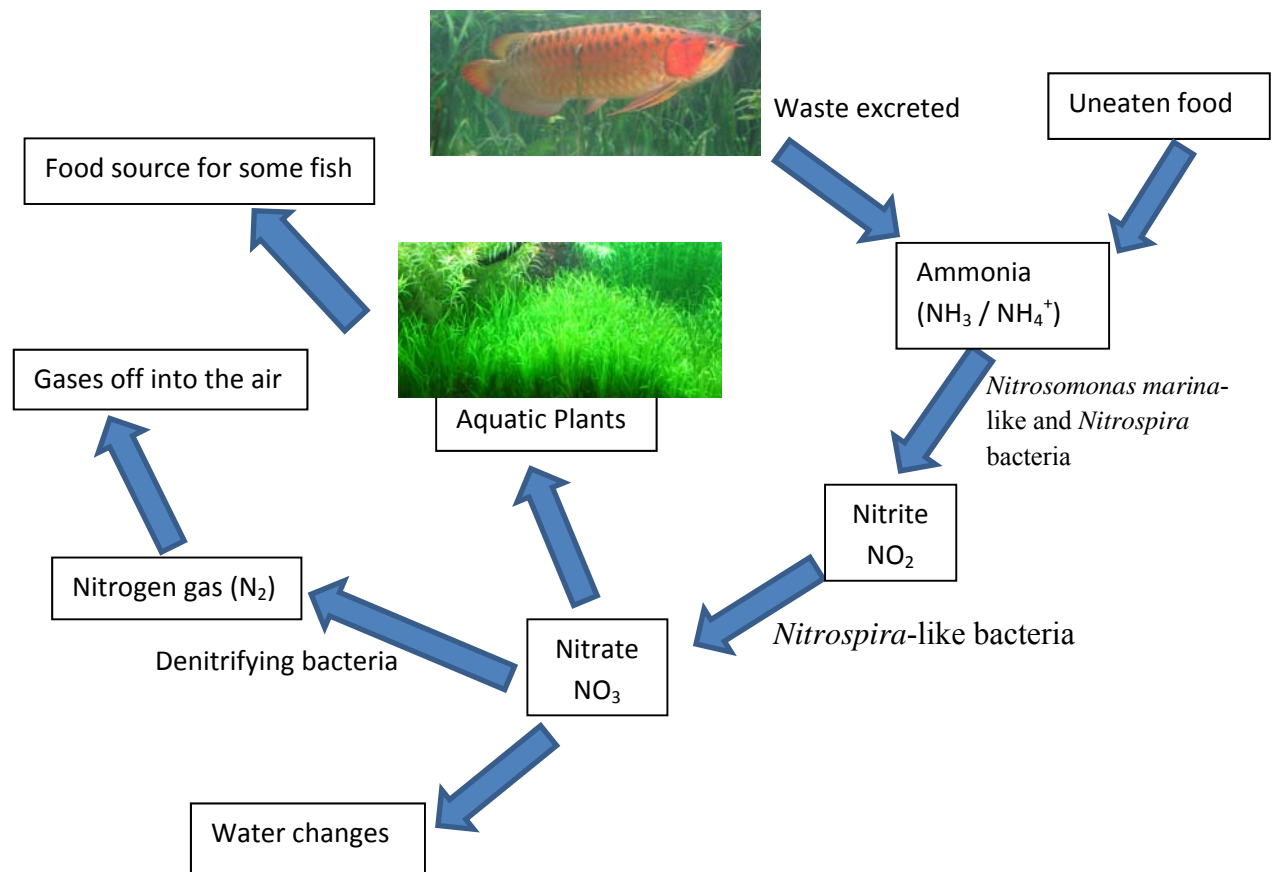 Waste excreted
Uneaten food
Food source for some fish
Ammonia
(NH₃ / NH₄⁺)
Gases off into the air
Nitrosomonas marina-
like and Nitrospira
bacteria
Aquatic Plants
Nitrite
NO₂
Nitrogen gas (N₂)
Nitrospira-like bacteria
Denitrifying bacteria
Nitrate
NO₃
Water changes